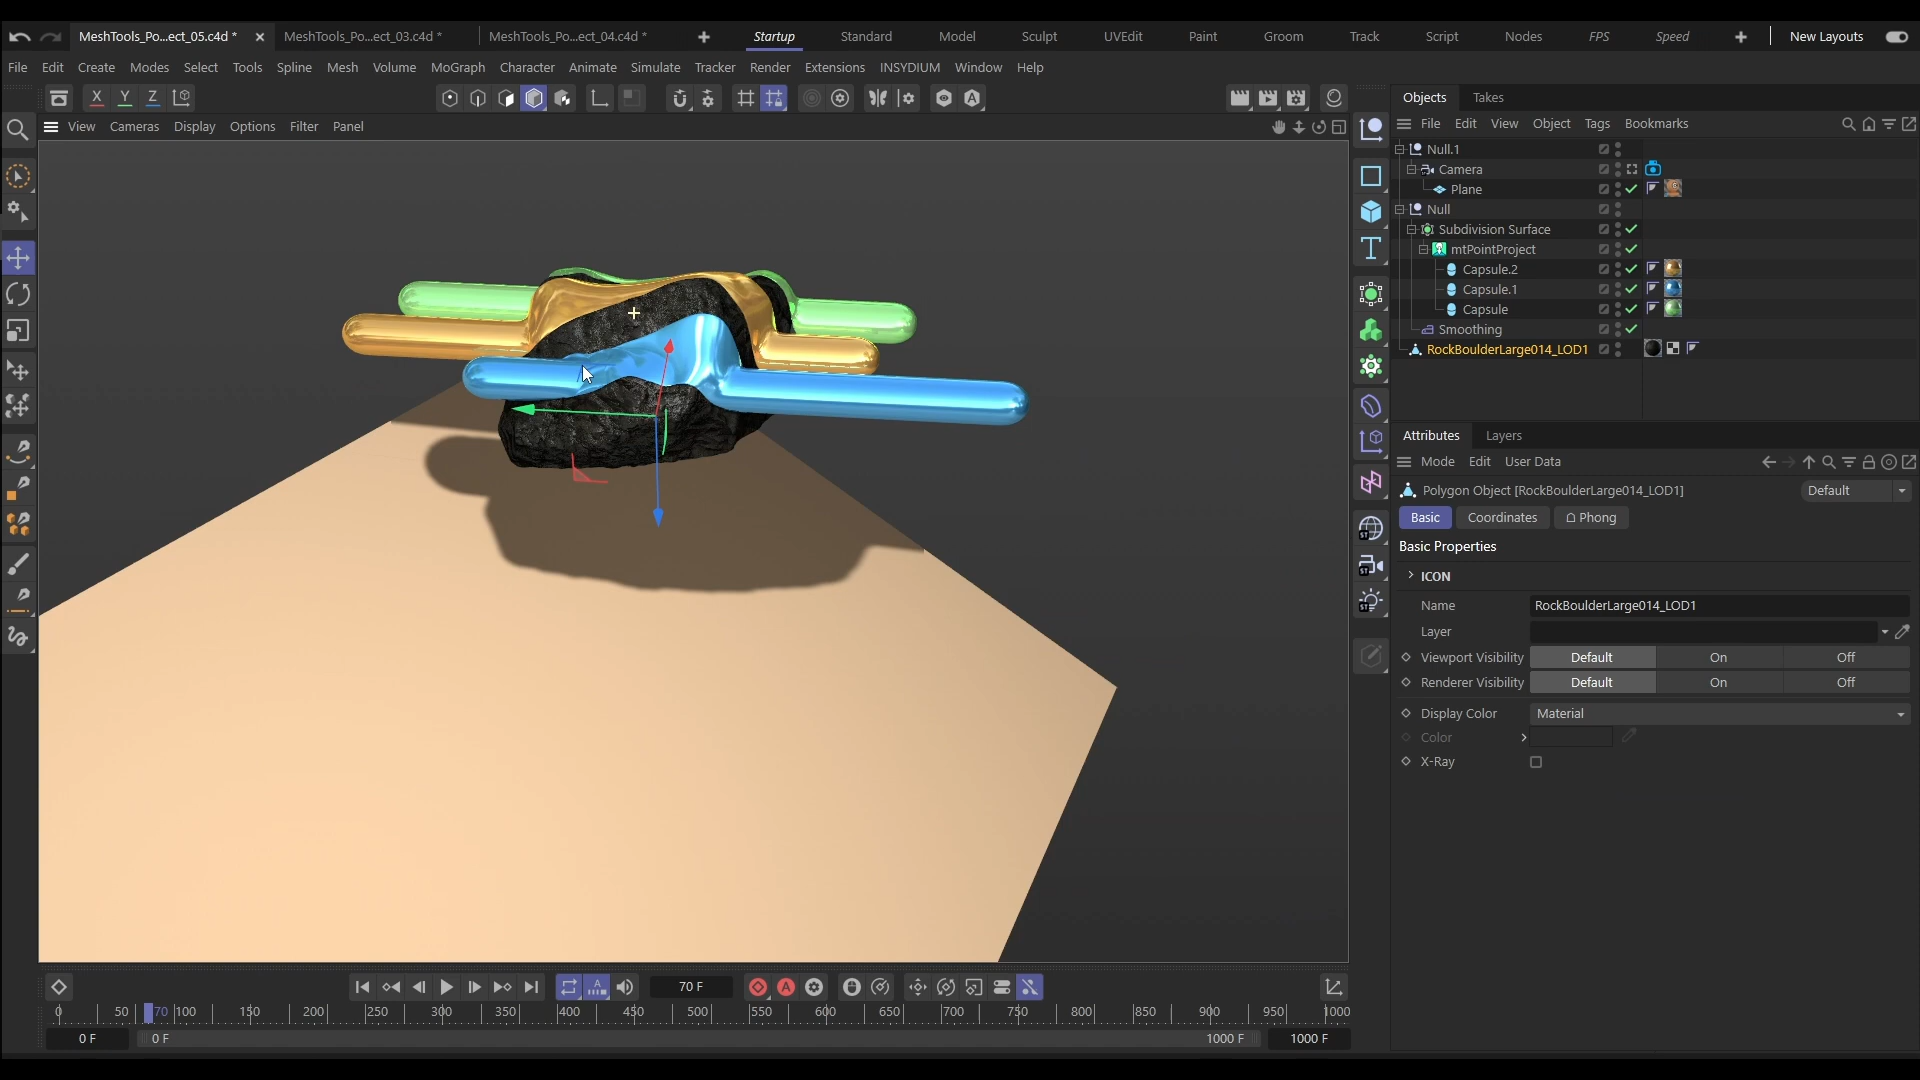 MeshTools_Po...ect_05.c4d * MeshTools_Po...ect_03.c4d * MeshTools_Po...ect_04.c4d * Startup Standard Model Sculpt UVEdit Paint Groom Track Script Nodes FPS Speed New Layouts
File Edit Create Modes Select Tools Spline Mesh Volume MoGraph Character Animate Simulate Tracker Render Extensions INSYDIUM Window Help
X Y Z
Objects Takes
View Cameras Display Options Filter Panel
File Edit View Object Tags Bookmarks
Null.1
Camera
Plane
Null
Subdivision Surface
mtPointProject
Capsule.2
Capsule.1
Capsule
Smoothing
RockBoulderLarge014_LOD1
Attributes Layers
Mode Edit User Data
Polygon Object [RockBoulderLarge014_LOD1] Default
Basic Coordinates Phong
Basic Properties
ICON
Name RockBoulderLarge014_LOD1
Layer
Viewport Visibility Default On Off
Renderer Visibility Default On Off
Display Color Material
Color
X-Ray
70 F
0 50 70 100 150 200 250 300 350 400 450 500 550 600 650 700 750 800 850 900 950 1000
0 F 0 F 1000 F 1000 F